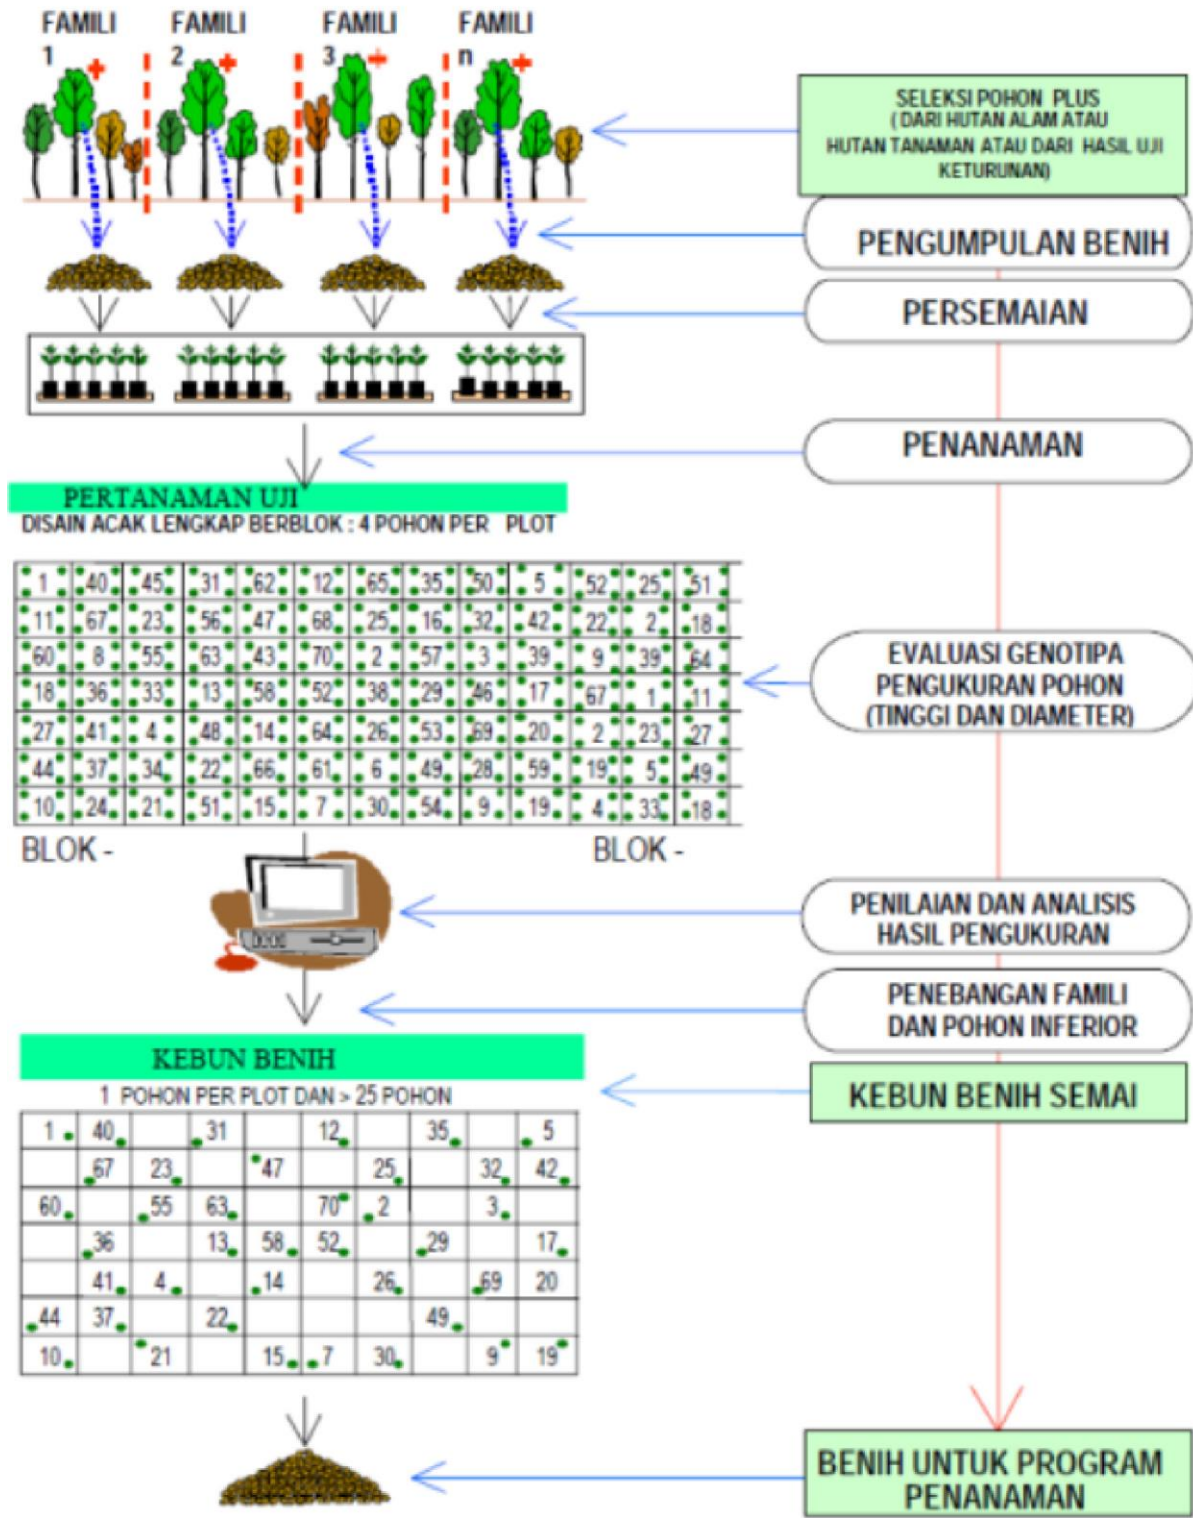 FAMILI FAMILI FAMILI FAMILI
1 2 3 n
SELEKSI POHON PLUS
( DARI HUTAN ALAM ATAU
HUTAN TANAMAN ATAU DARI HASIL UJI
KETURUNAN)
PENGUMPULAN BENIH
PERSEMAIAN
PENANAMAN
PERTANAMAN UJI
DISAIN ACAK LENGKAP BERBLOK : 4 POHON PER PLOT
1 40 45 31 62 12 65 35 50 5 52 25 51
11 67 23 56 47 68 25 16 32 42 22 2 18
60 8 55 63 43 70 2 57 3 39 9 39 64
18 36 33 13 58 52 38 29 46 17 67 1 11
27 41 4 48 14 64 26 53 69 20 2 23 27
44 37 34 22 66 61 6 49 28 59 19 5 49
10 24 21 51 15 7 30 54 9 19 4 33 18
BLOK - BLOK -
EVALUASI GENOTIPA
PENGUKURAN POHON
(TINGGI DAN DIAMETER)
PENILAIAN DAN ANALISIS
HASIL PENGUKURAN
PENEBANGAN FAMILI
DAN POHON INFERIOR
KEBUN BENIH
1 POHON PER PLOT DAN > 25 POHON
KEBUN BENIH SEMAI
1 40 31 12 35 5
67 23 47 25 32 42
60 55 63 70 2 3
36 13 58 52 29 17
41 4 14 26 69 20
44 37 22 49
10 21 15 7 30 9 19
BENIH UNTUK PROGRAM
PENANAMAN